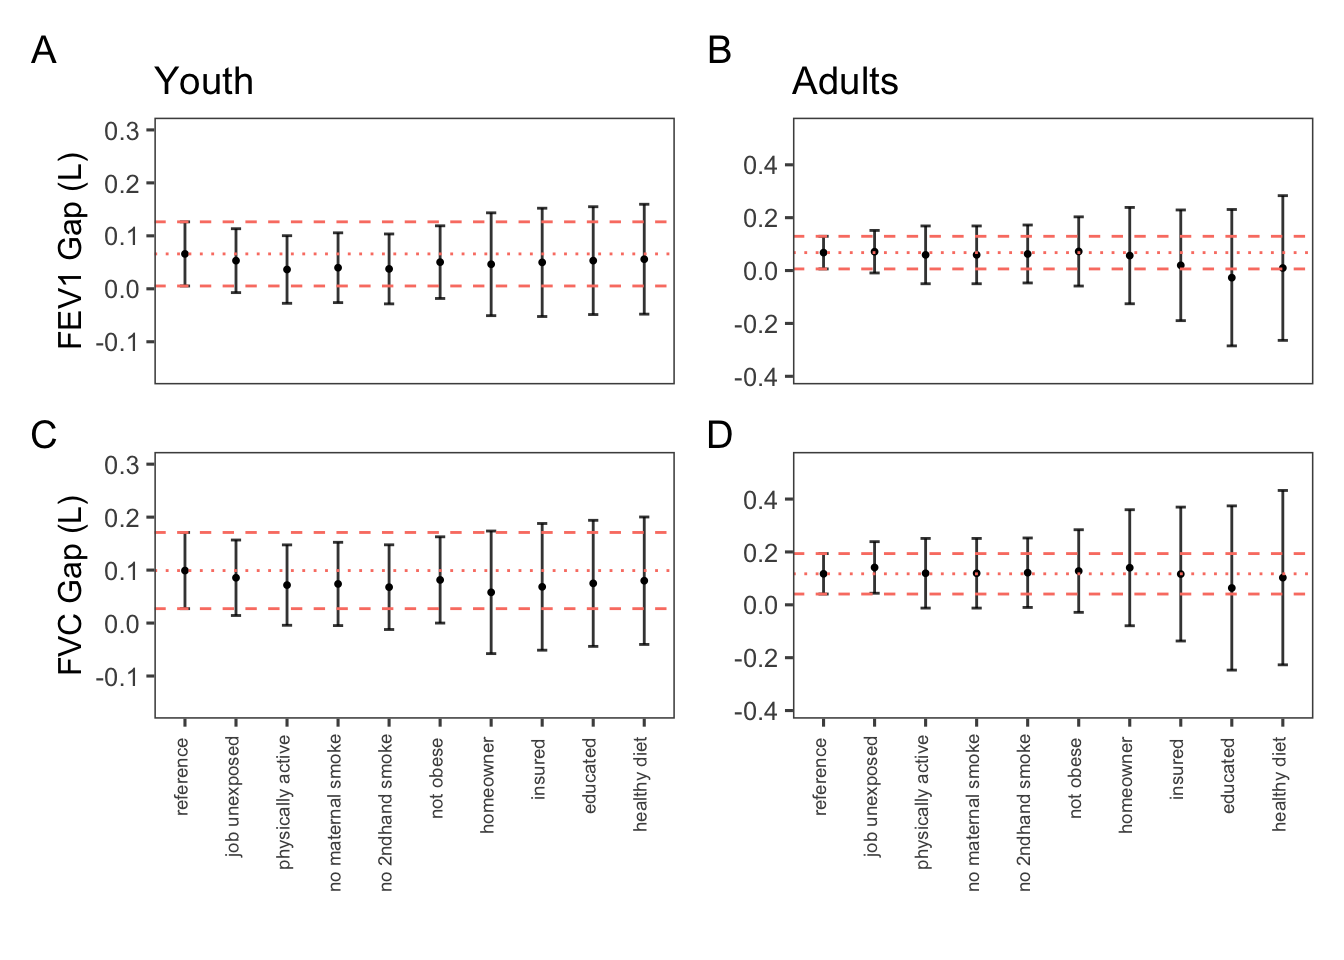 A
Youth
FEV1 Gap (L)
0.3
0.2
0.1
0.0
-0.1
B
Adults
0.4
0.2
0.0
-0.2
-0.4
C
FVC Gap (L)
0.3
0.2
0.1
0.0
-0.1
reference
job unexposed
physically active
no maternal smoke
no 2ndhand smoke
not obese
homeowner
insured
educated
healthy diet
D
0.4
0.2
0.0
-0.2
-0.4
reference
job unexposed
physically active
no maternal smoke
no 2ndhand smoke
not obese
homeowner
insured
educated
healthy diet